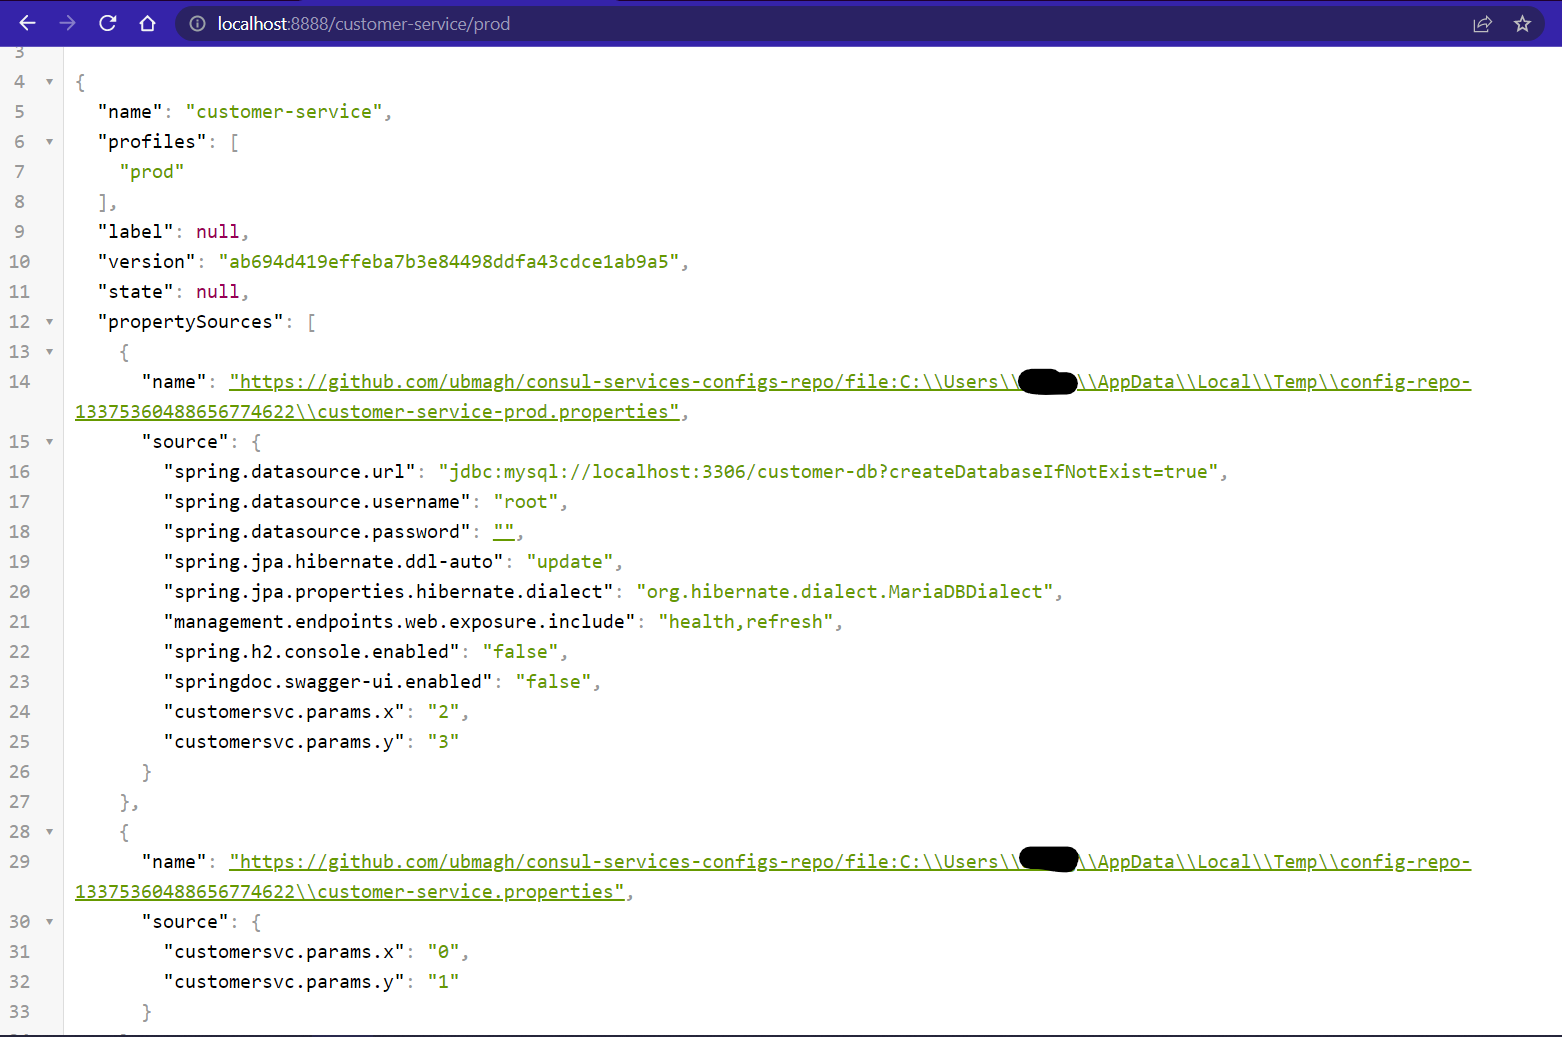 localhost:8888/customer-service/prod
3
4 {
5 "name": "customer-service",
6 "profiles": [
7 "prod"
8 ],
9 "label": null,
10 "version": "ab694d419effeba7b3e84498ddfa43cdce1ab9a5",
11 "state": null,
12 "propertySources": [
13 {
14 "name": "https://github.com/ubmagh/consul-services-configs-repo/file:C:\\Users\\ \\AppData\\Local\\Temp\\config-repo-
13375360488656774622\\customer-service-prod.properties",
15 "source": {
16 "spring.datasource.url": "jdbc:mysql://localhost:3306/customer-db?createDatabaseIfNotExist=true",
17 "spring.datasource.username": "root",
18 "spring.datasource.password": "",
19 "spring.jpa.hibernate.ddl-auto": "update",
20 "spring.jpa.properties.hibernate.dialect": "org.hibernate.dialect.MariaDBDialect",
21 "management.endpoints.web.exposure.include": "health,refresh",
22 "spring.h2.console.enabled": "false",
23 "springdoc.swagger-ui.enabled": "false",
24 "customersvc.params.x": "2",
25 "customersvc.params.y": "3"
26 }
27 },
28 {
29 "name": "https://github.com/ubmagh/consul-services-configs-repo/file:C:\\Users\\ \\AppData\\Local\\Temp\\config-repo-
13375360488656774622\\customer-service.properties",
30 "source": {
31 "customersvc.params.x": "0",
32 "customersvc.params.y": "1"
33 }